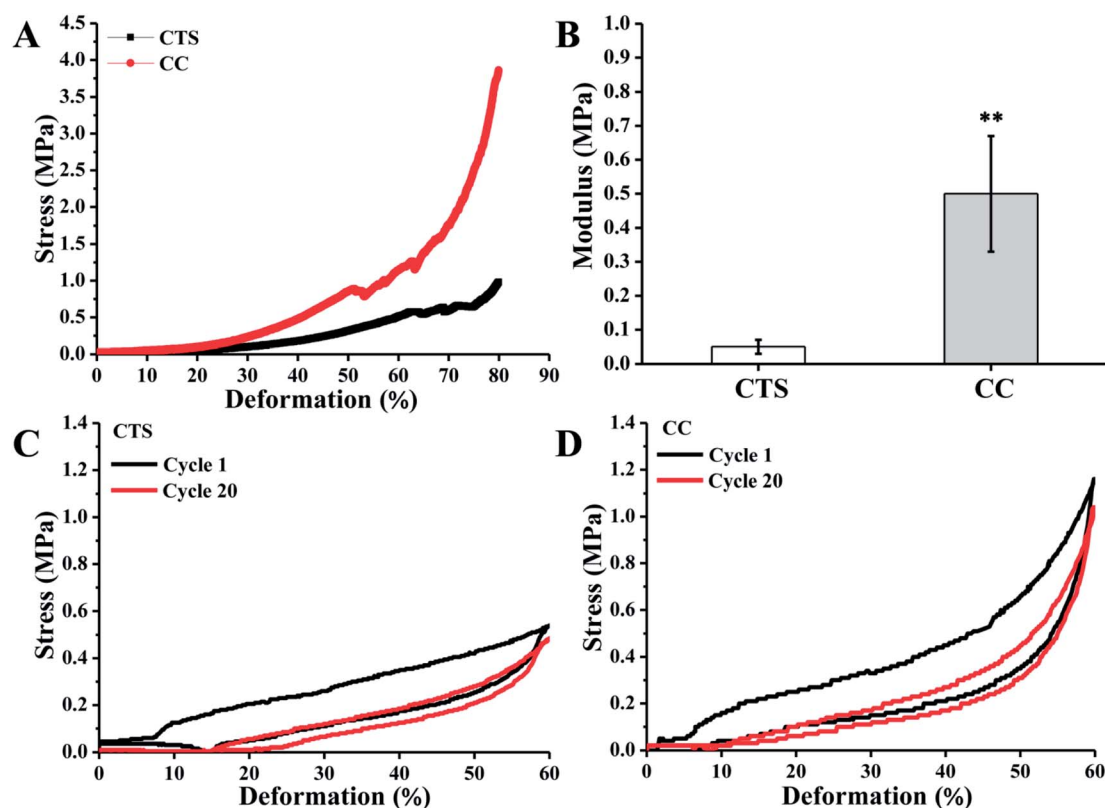 A
CTS
CC
Stress (MPa)
4.5
4.0
3.5
3.0
2.5
2.0
1.5
1.0
0.5
0.0
0 10 20 30 40 50 60 70 80 90
Deformation (%)
B
**
Modulus (MPa)
1.0
0.9
0.8
0.7
0.6
0.5
0.4
0.3
0.2
0.1
0.0
CTS CC
C
CTS
Cycle 1
Cycle 20
Stress (MPa)
1.4
1.2
1.0
0.8
0.6
0.4
0.2
0.0
0 10 20 30 40 50 60
Deformation (%)
D
CC
Cycle 1
Cycle 20
Stress (MPa)
1.4
1.2
1.0
0.8
0.6
0.4
0.2
0.0
0 10 20 30 40 50 60
Deformation (%)